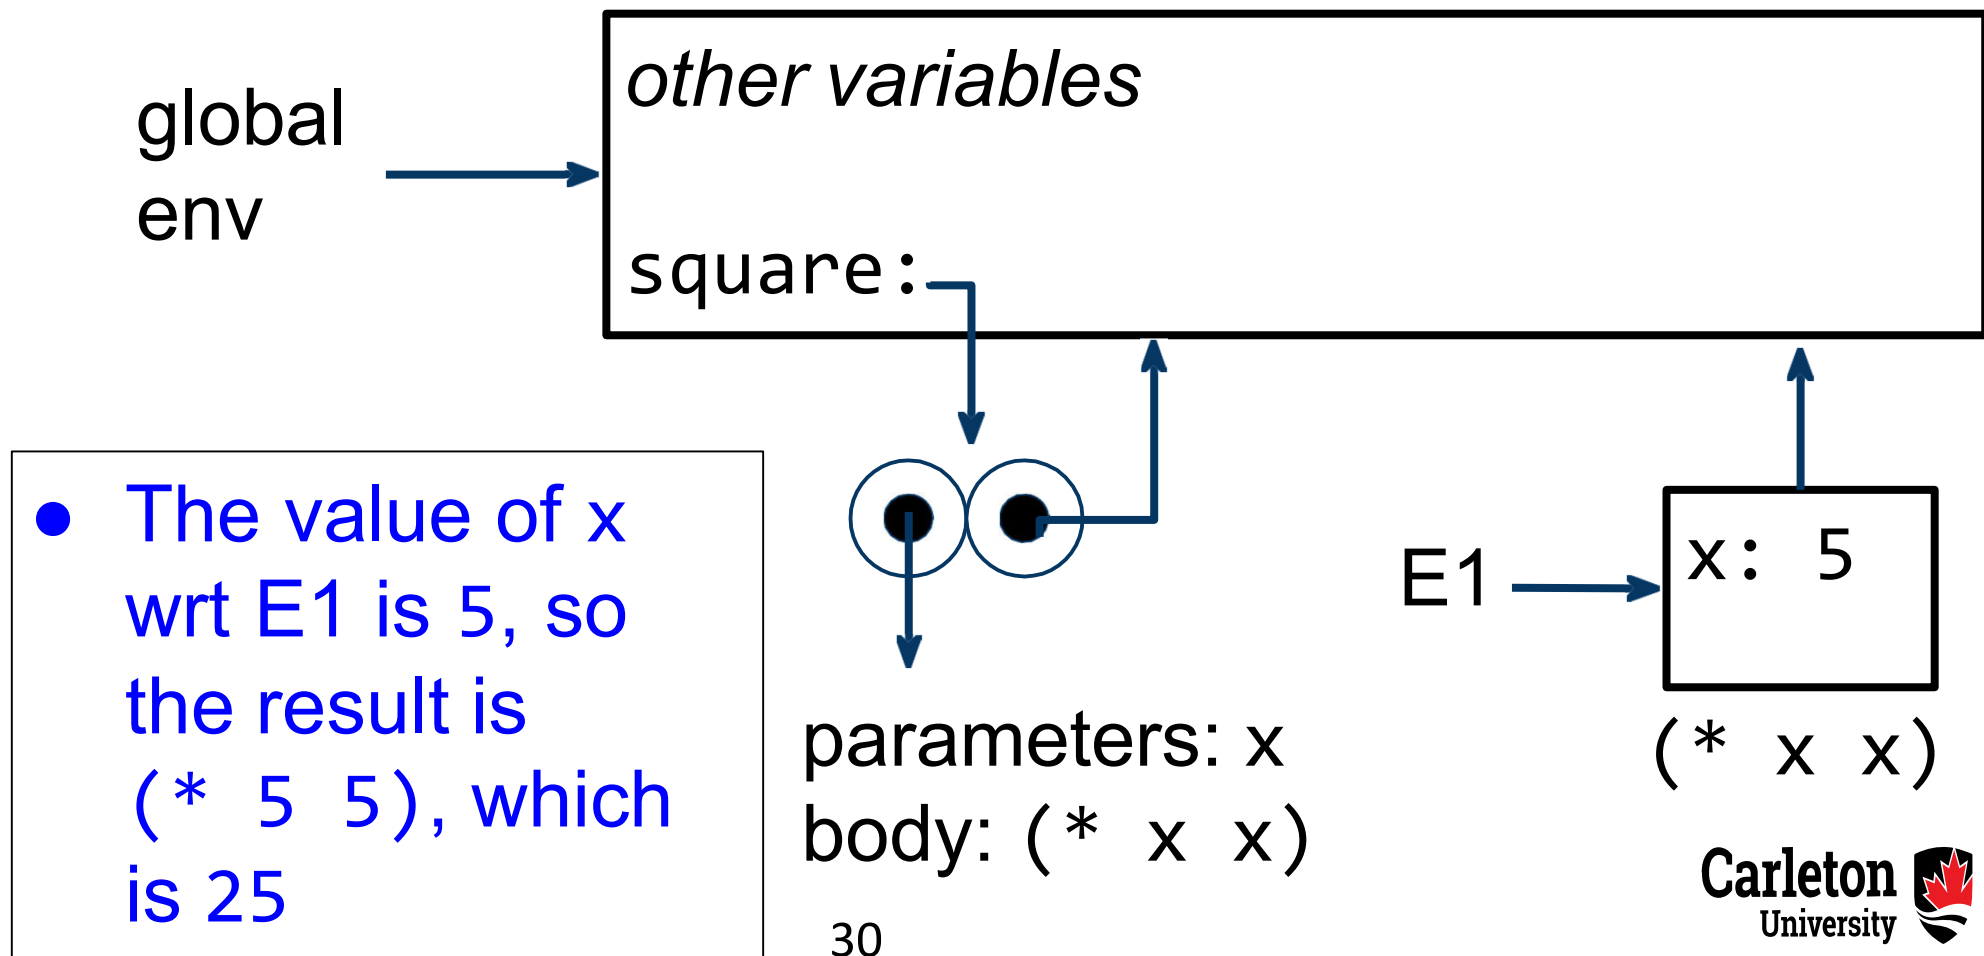 global
env
other variables
square:
● The value of x
wrt E1 is 5, so
the result is
(* 5 5), which
is 25
parameters: x
body: (* x x)
E1
x: 5
(* x x)
30
Carleton
University